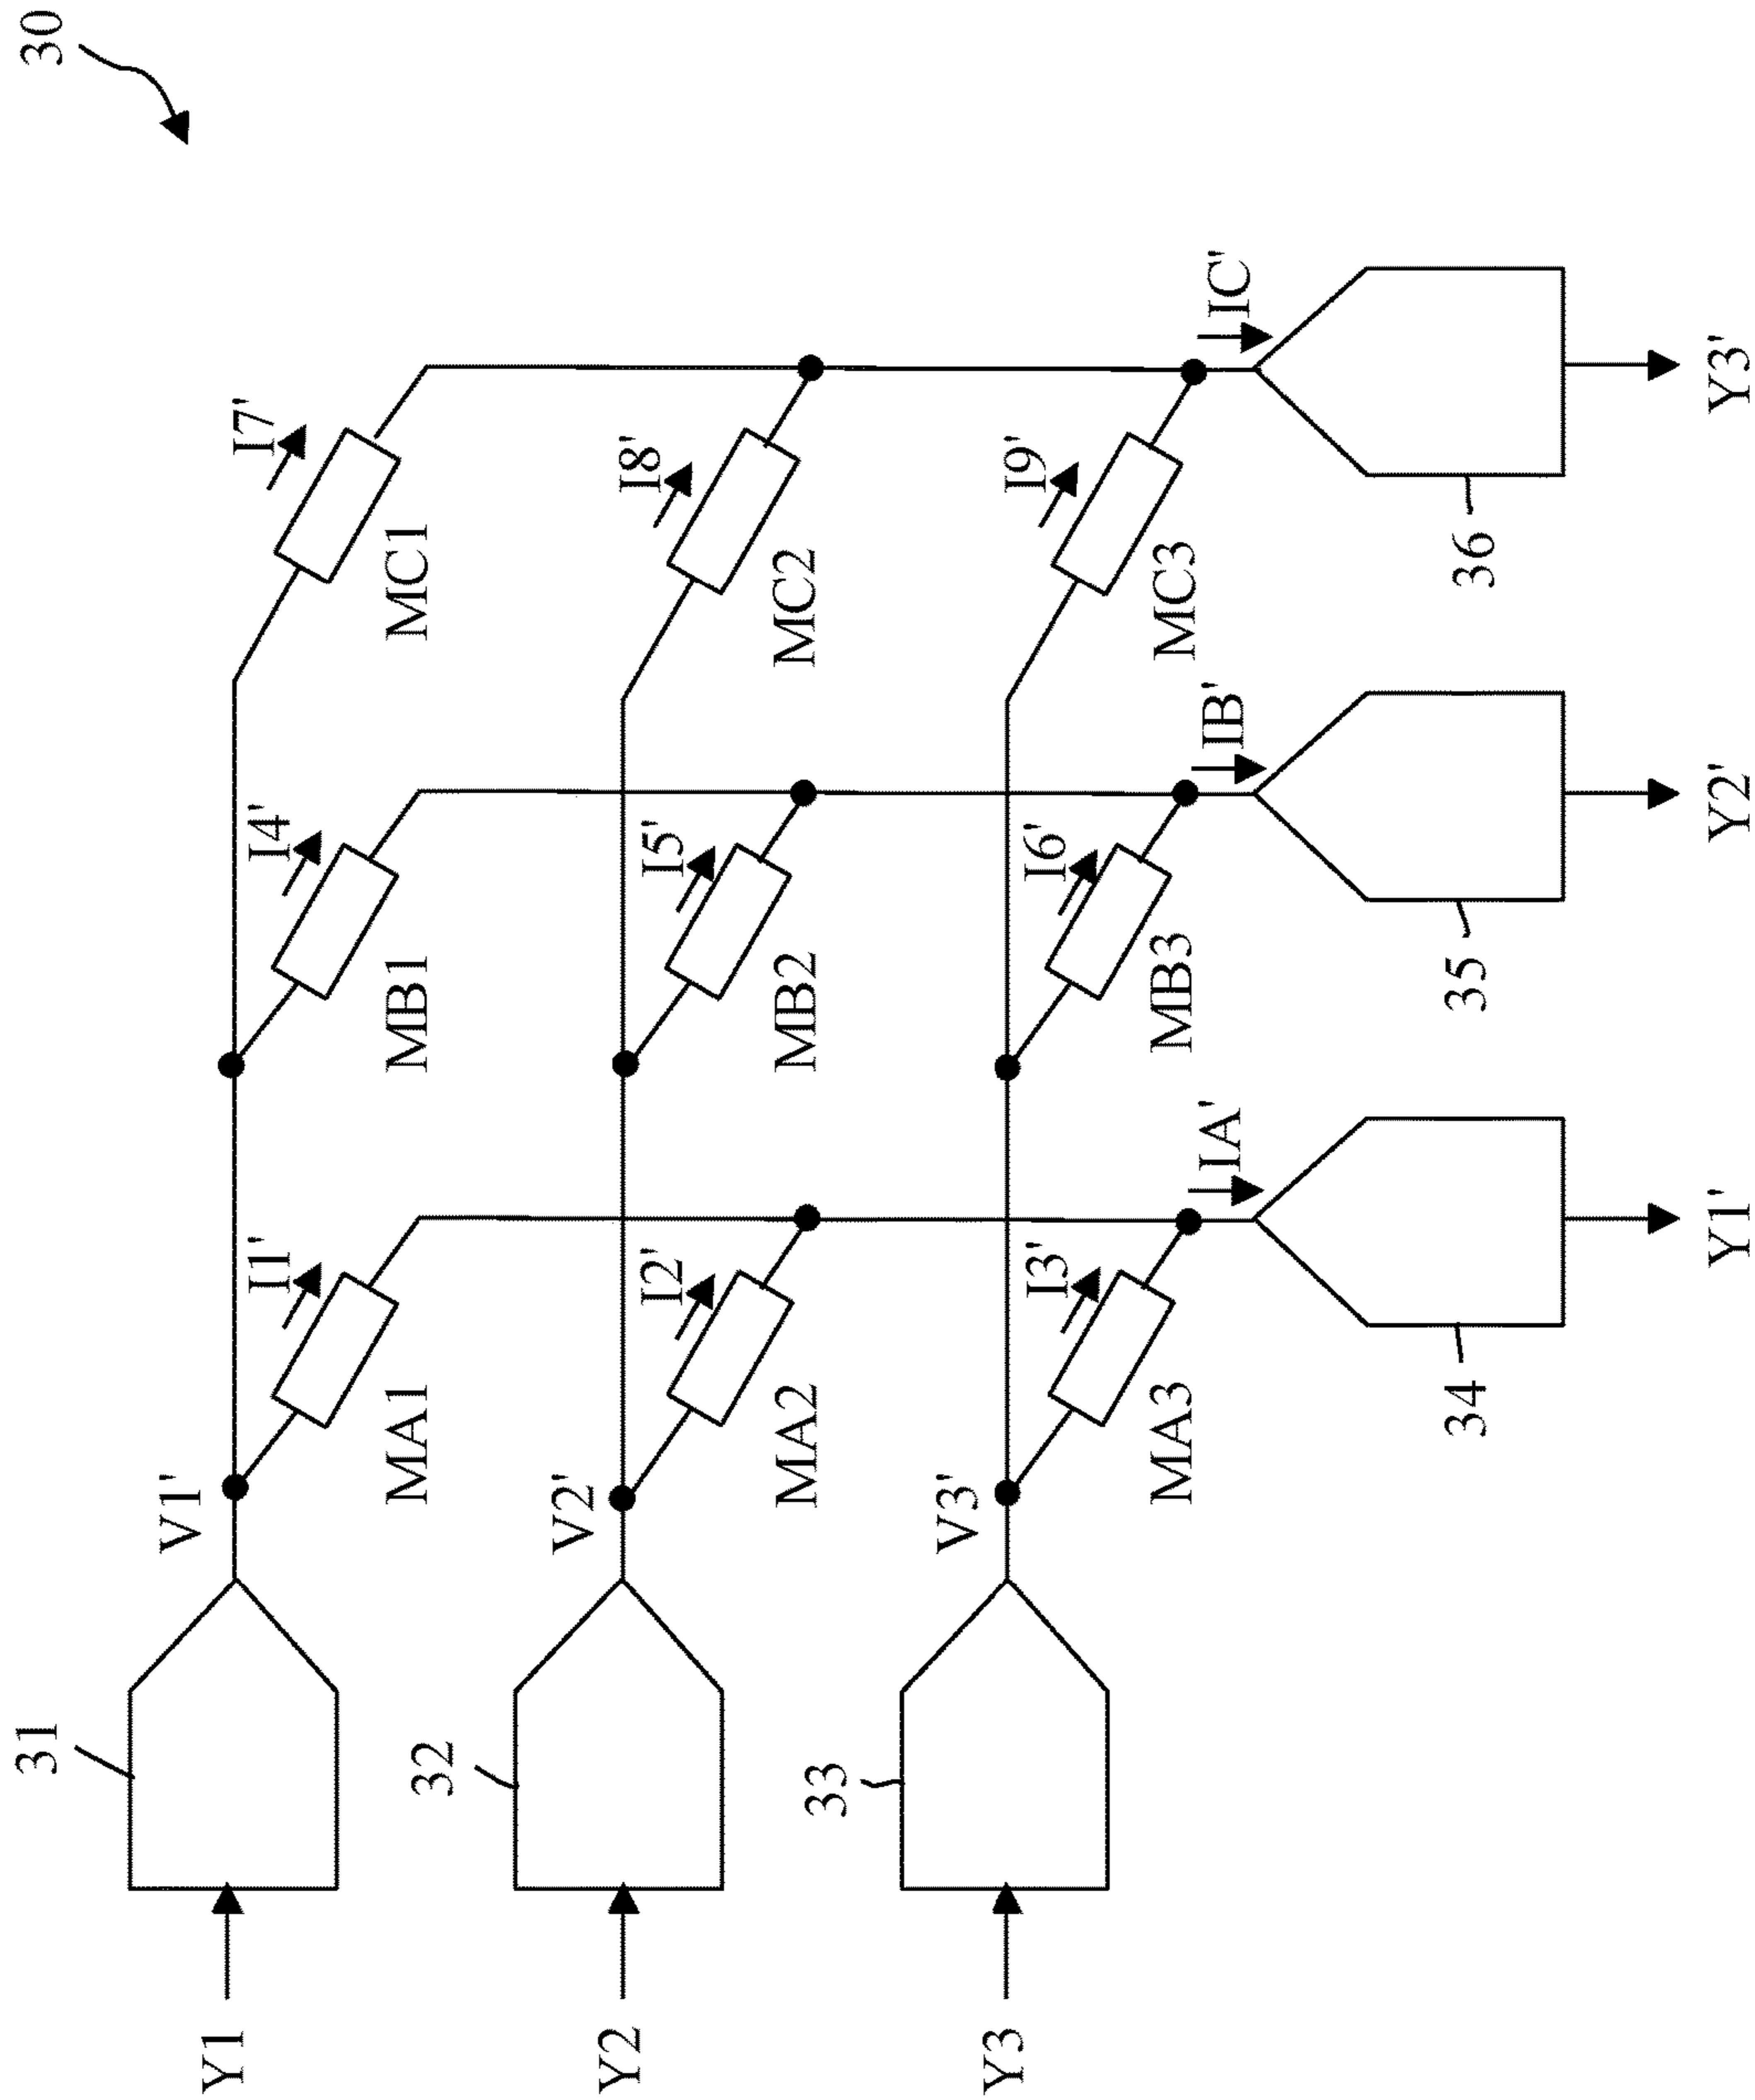 30
31
Y1
V1'
I1'
MA1
I4'
MB1
I7'
MC1
32
Y2
V2'
I2'
MA2
I5'
MB2
I8'
MC2
33
Y3
V3'
I3'
MA3
I6'
MB3
I9'
MC3
IA'
IB'
IC'
34
35
36
Y1'
Y2'
Y3'